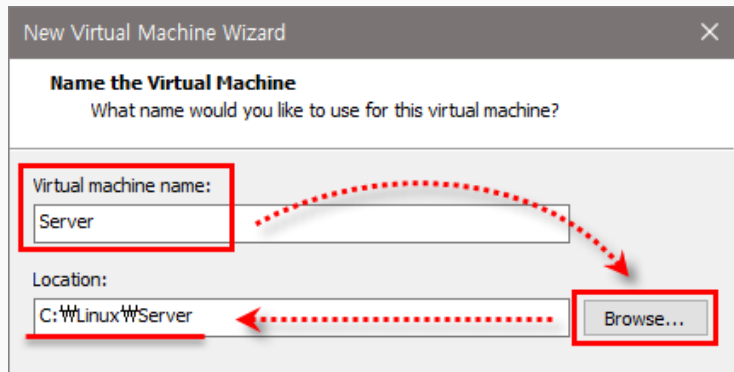 New Virtual Machine Wizard
Name the Virtual Machine
What name would you like to use for this virtual machine?
Virtual machine name:
Server
Location:
C:₩Linux₩Server
Browse...